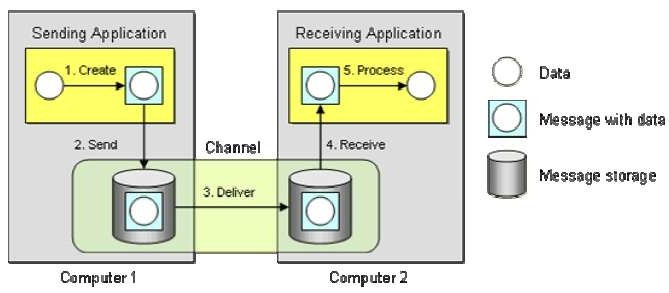 Sending Application
Receiving Application
1. Create
5. Process
Data
2. Send
Channel
4. Receive
Message with data
3. Deliver
Message storage
Computer 1
Computer 2